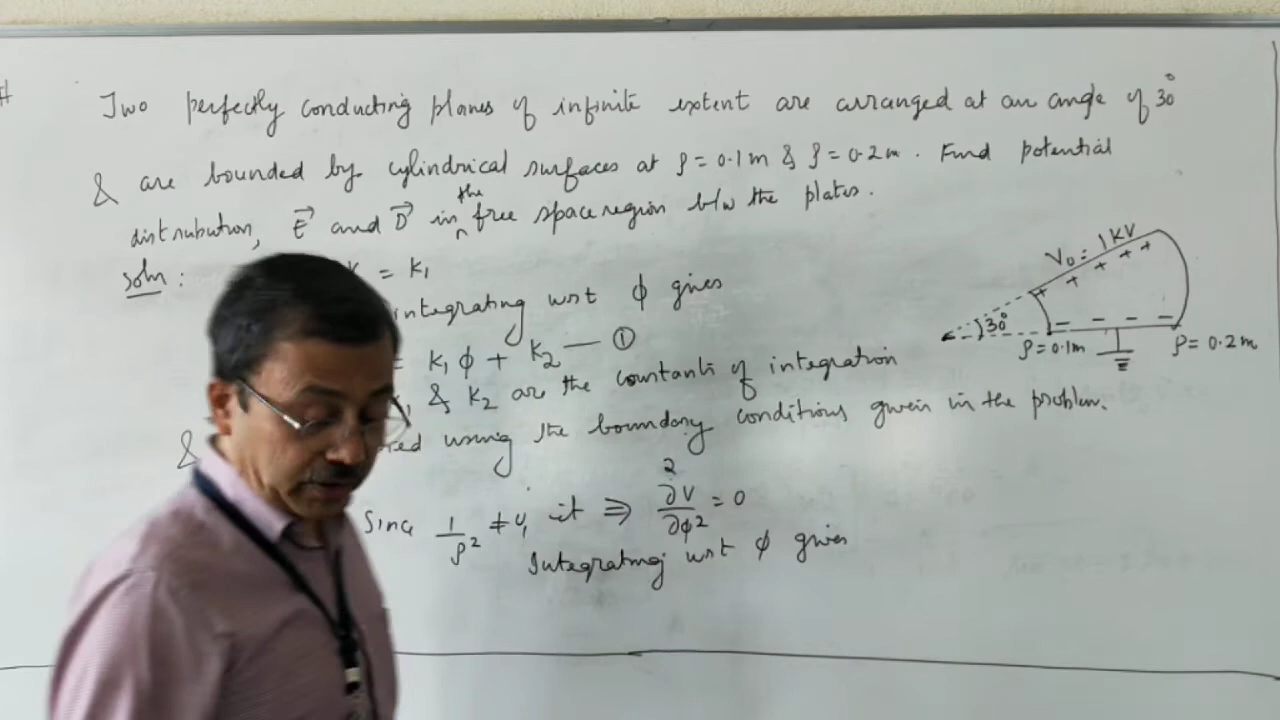 #
Two perfectly conducting planes of infinite extent are arranged at an angle of 30°
& are bounded by cylindrical surfaces at ρ = 0.1m & ρ = 0.2m. Find potential
distribution, E⃗ and D⃗ in the free space region b/w the plates.
Soln : = K₁
integrating wrt ϕ gives
= K₁ϕ + K₂ — ①
& K₂ are the constants of integration
& using the boundary conditions given in the problem.
Since 1/ρ² ≠ 0, it ⇒ ∂²V/∂ϕ² = 0
Integrating wrt ϕ gives
V₀ = 1KV
+ + + + +
30°
– – – –
ρ = 0.1m
ρ = 0.2m